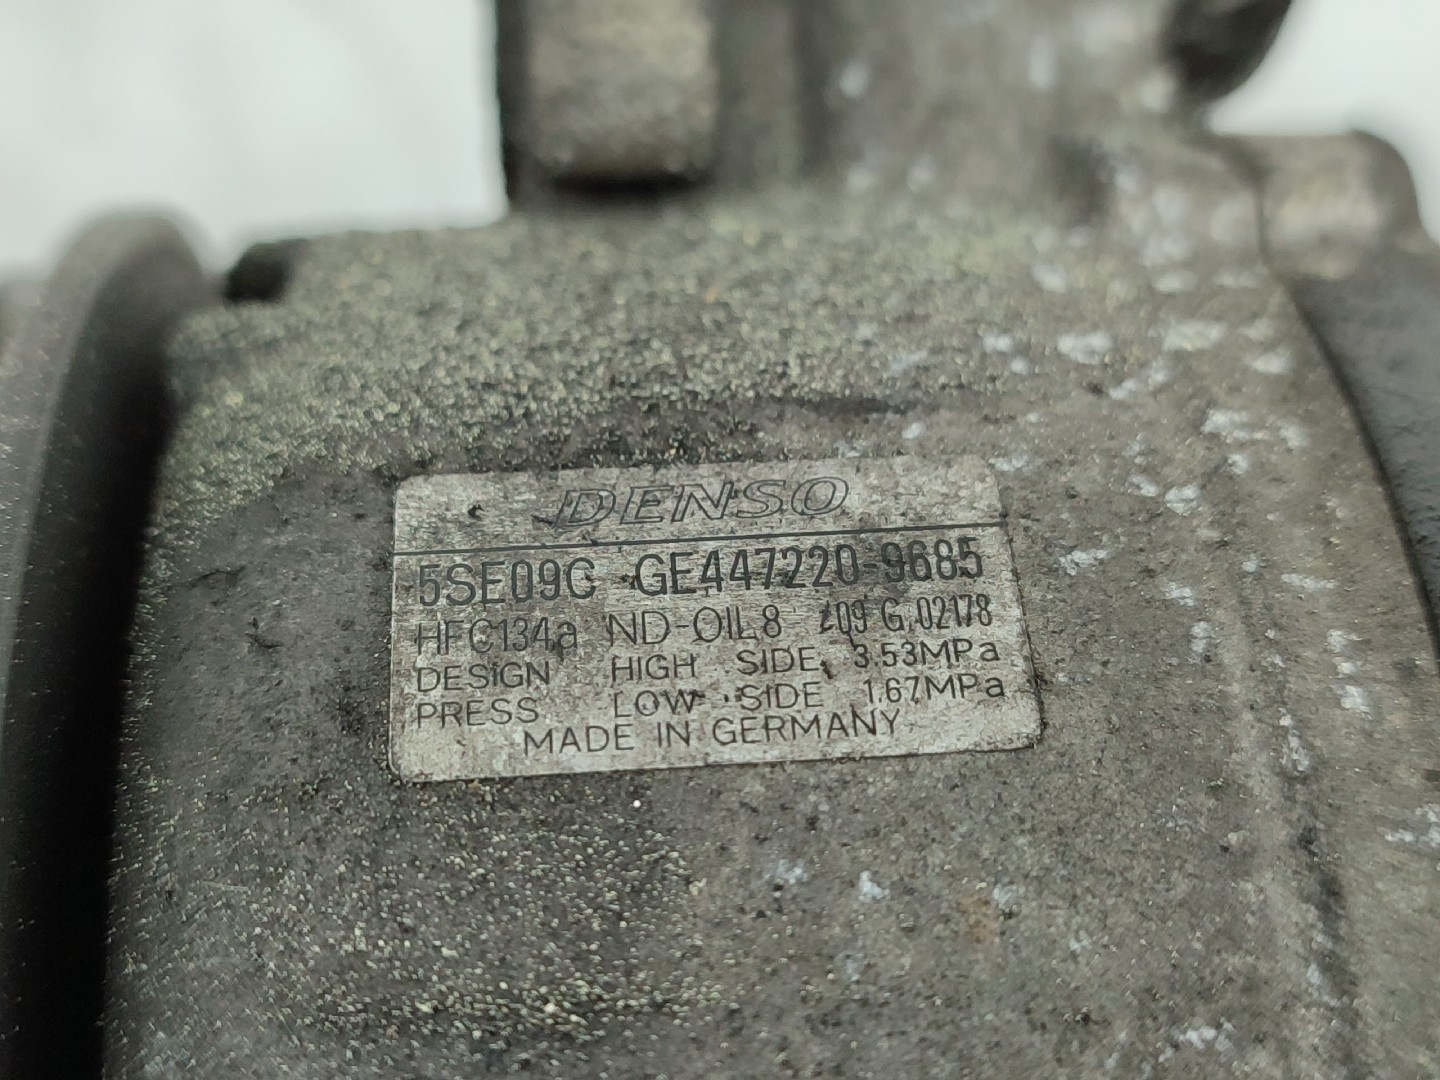 DENSO
5SE09C GE447220-9685
HFC134a ND-OIL8 G,02178
DESIGN HIGH SIDE 3.53MPa
PRESS LOW SIDE 1.67MPa
MADE IN GERMANY